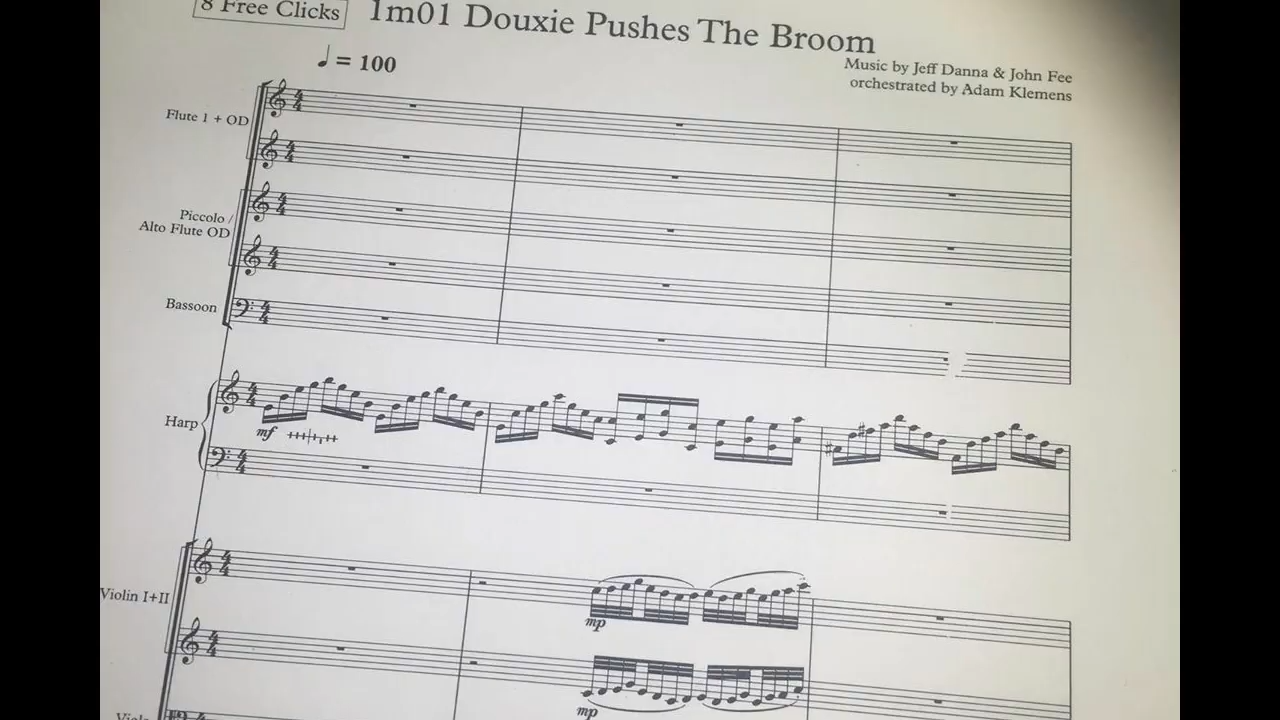 8 Free Clicks
1m01 Douxie Pushes The Broom
♩ = 100
Music by Jeff Danna & John Fee
orchestrated by Adam Klemens
Flute 1 + OD
Piccolo /
Alto Flute OD
Bassoon
Harp
mf
Violin I+II
mp
mp